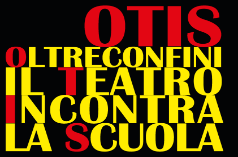 OTIS
OLTRECONFINI
IL TEATRO
INCONTRA
LA SCUOLA